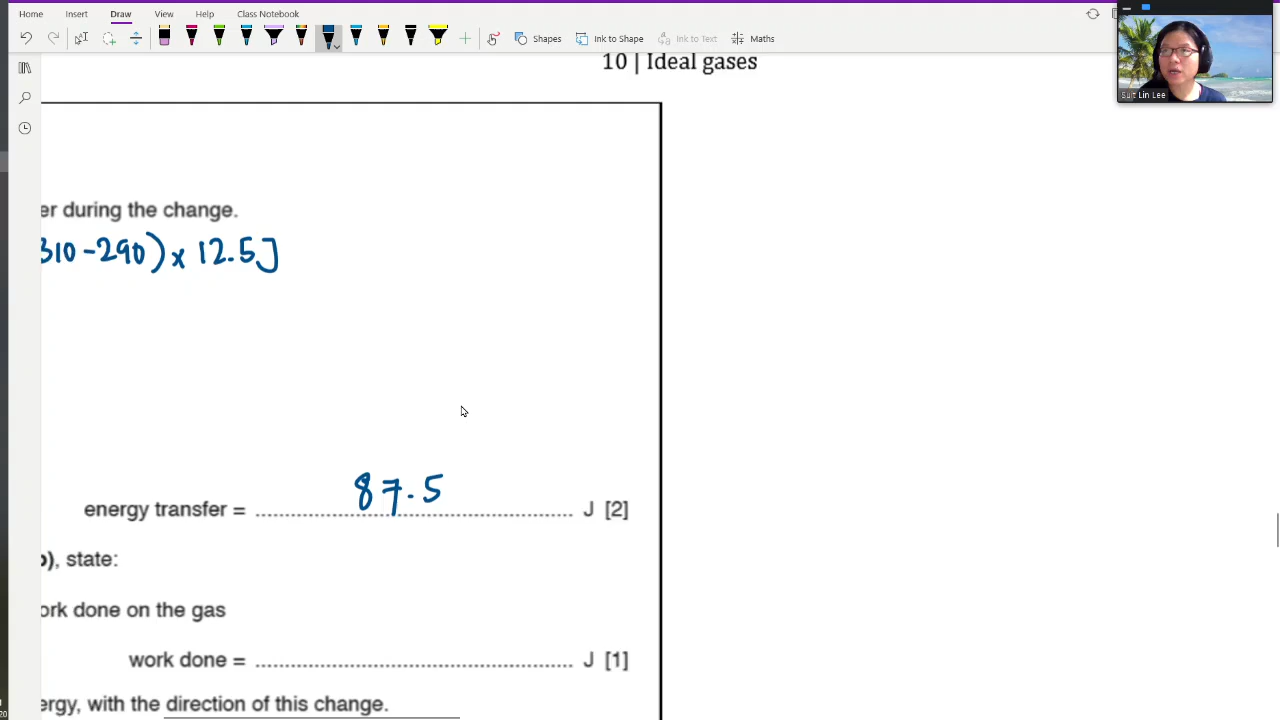 Home Insert Draw View Help Class Notebook
Shapes Ink to Shape Ink to Text Maths
10 | Ideal gases
Suit Lin Lee
er during the change.
310 - 290) x 12.5 J
87.5
energy transfer = ............................................................ J [2]
), state:
ork done on the gas
work done = ............................................................ J [1]
ergy, with the direction of this change.